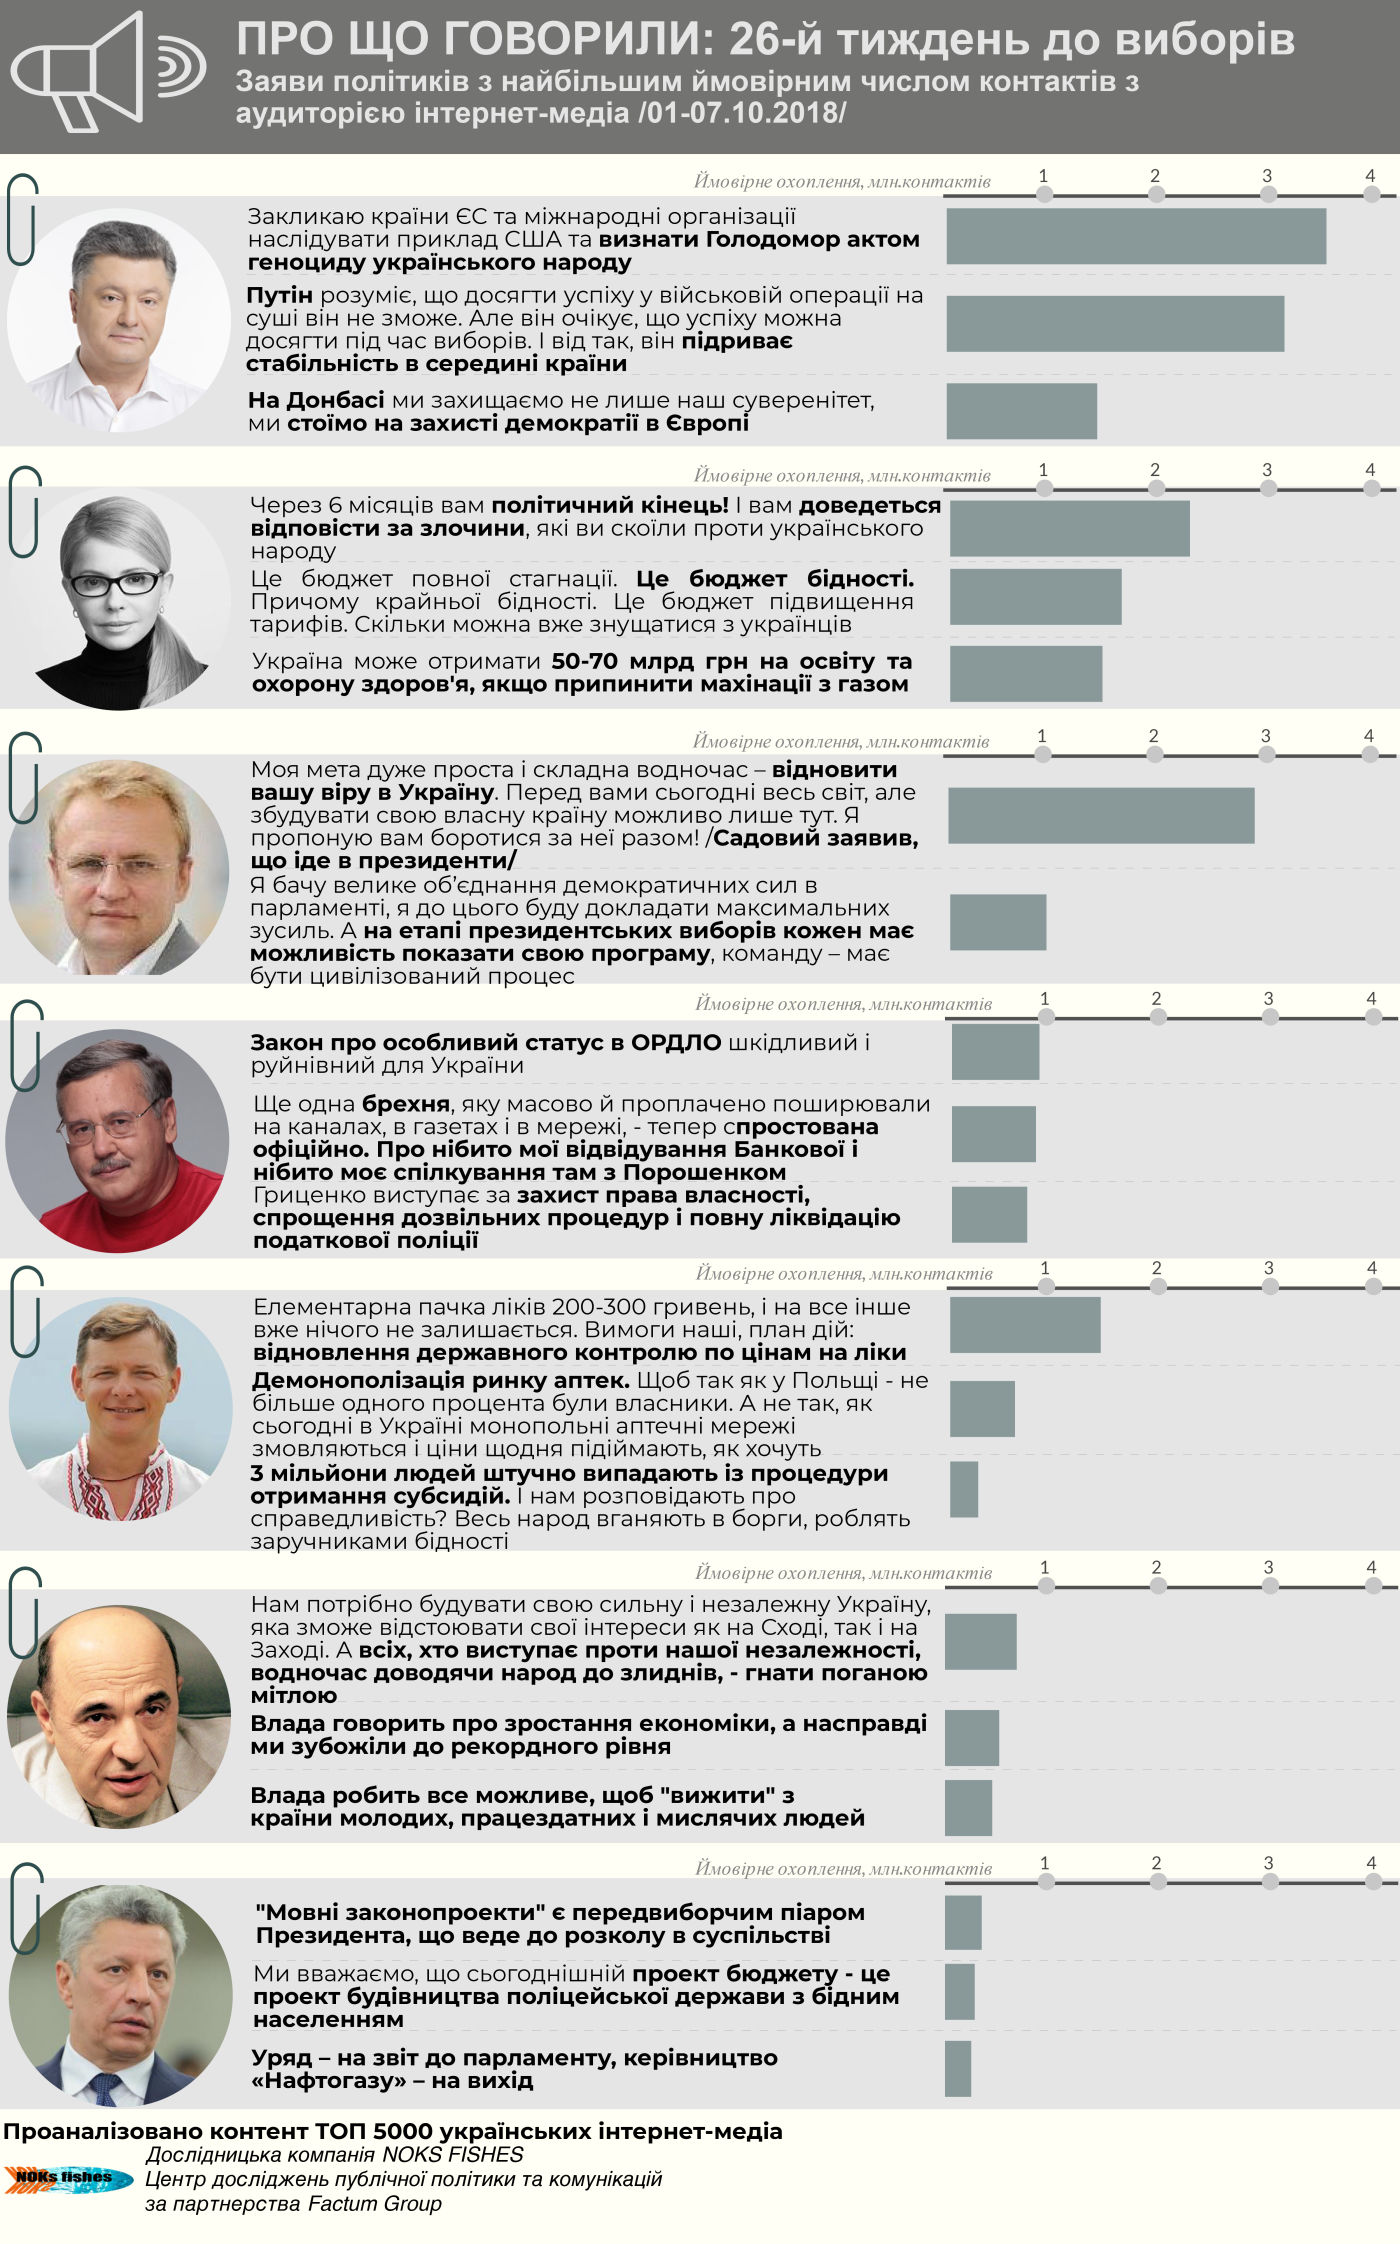 ПРО ЩО ГОВОРИЛИ: 26-й тиждень до виборів
Заяви політиків з найбільшим ймовірним числом контактів з
аудиторією інтернет-медіа /01-07.10.2018/
Ймовірне охоплення, млн.контактів 1 2 3 4
Закликаю країни ЄС та міжнародні організації
наслідувати приклад США та визнати Голодомор актом
геноциду українського народу
Путін розуміє, що досягти успіху у військовій операції на
суші він не зможе. Але він очікує, що успіху можна
досягти під час виборів. І від так, він підриває
стабільність в середині країни
На Донбасі ми захищаємо не лише наш суверенітет,
ми стоїмо на захисті демократії в Європі
Ймовірне охоплення, млн.контактів 1 2 3 4
Через 6 місяців вам політичний кінець! І вам доведеться
відповісти за злочини, які ви скоїли проти українського
народу
Це бюджет повної стагнації. Це бюджет бідності.
Причому крайньої бідності. Це бюджет підвищення
тарифів. Скільки можна вже знущатися з українців
Україна може отримати 50-70 млрд грн на освіту та
охорону здоров'я, якщо припинити махінації з газом
Ймовірне охоплення, млн.контактів 1 2 3 4
Моя мета дуже проста і складна водночас – відновити
вашу віру в Україну. Перед вами сьогодні весь світ, але
збудувати свою власну країну можливо лише тут. Я
пропоную вам боротися за неї разом! /Садовий заявив,
що іде в президенти/
Я бачу велике об’єднання демократичних сил в
парламенті, я до цього буду докладати максимальних
зусиль. А на етапі президентських виборів кожен має
можливість показати свою програму, команду – має
бути цивілізований процес
Ймовірне охоплення, млн.контактів 1 2 3 4
Закон про особливий статус в ОРДЛО шкідливий і
руйнівний для України
Ще одна брехня, яку масово й проплачено поширювали
на каналах, в газетах і в мережі, - тепер спростована
офіційно. Про нібито мої відвідування Банкової і
нібито моє спілкування там з Порошенком
Гриценко виступає за захист права власності,
спрощення дозвільних процедур і повну ліквідацію
податкової поліції
Ймовірне охоплення, млн.контактів 1 2 3 4
Елементарна пачка ліків 200-300 гривень, і на все інше
вже нічого не залишається. Вимоги наші, план дій:
відновлення державного контролю по цінам на ліки
Демонополізація ринку аптек. Щоб так як у Польщі - не
більше одного процента були власники. А не так, як
сьогодні в Україні монопольні аптечні мережі
змовляються і ціни щодня підіймають, як хочуть
3 мільйони людей штучно випадають із процедури
отримання субсидій. І нам розповідають про
справедливість? Весь народ вганяють в борги, роблять
заручниками бідності
Ймовірне охоплення, млн.контактів 1 2 3 4
Нам потрібно будувати свою сильну і незалежну Україну,
яка зможе відстоювати свої інтереси як на Сході, так і на
Заході. А всіх, хто виступає проти нашої незалежності,
водночас доводячи народ до злиднів, - гнати поганою
мітлою
Влада говорить про зростання економіки, а насправді
ми зубожіли до рекордного рівня
Влада робить все можливе, щоб "вижити" з
країни молодих, працездатних і мислячих людей
Ймовірне охоплення, млн.контактів 1 2 3 4
"Мовні законопроекти" є передвиборчим піаром
Президента, що веде до розколу в суспільстві
Ми вважаємо, що сьогоднішній проект бюджету - це
проект будівництва поліцейської держави з бідним
населенням
Уряд – на звіт до парламенту, керівництво
«Нафтогазу» – на вихід
Проаналізовано контент ТОП 5000 українських інтернет-медіа
Дослідницька компанія NOKS FISHES
NOKs fishes
Центр досліджень публічної політики та комунікацій
за партнерства Factum Group